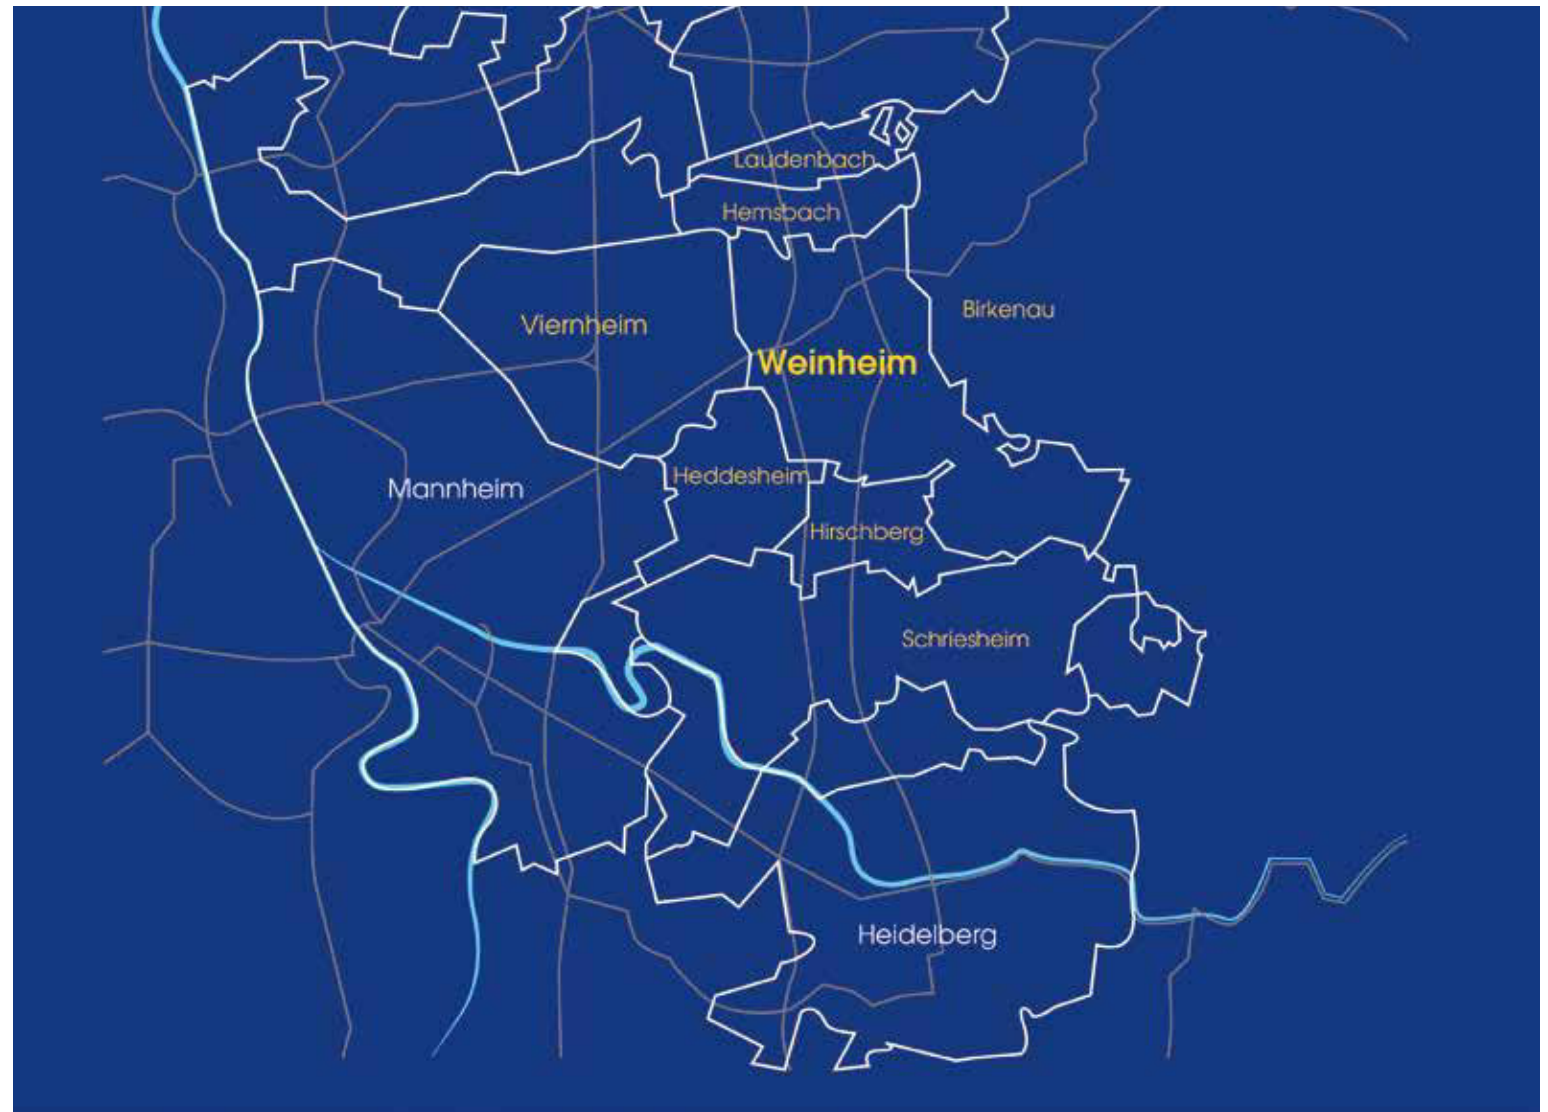 Laudenbach
Hemsbach
Birkenau
Viernheim
Weinheim
Heddesheim
Mannheim
Hirschberg
Schriesheim
Heidelberg